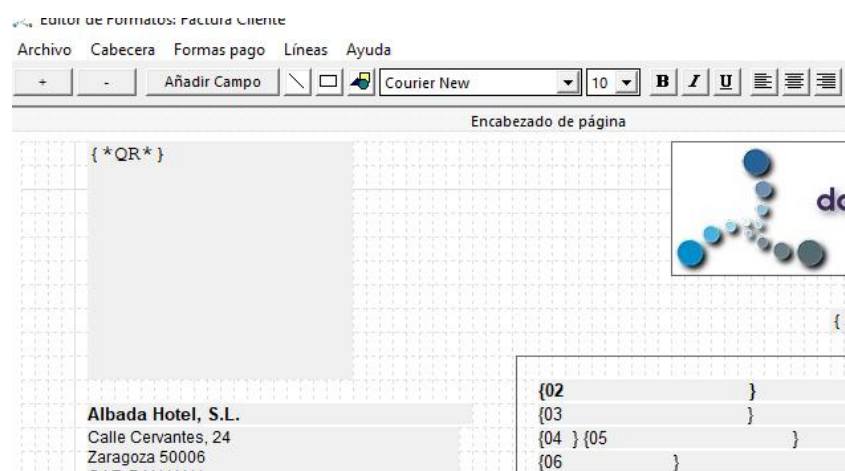 Editor de Formatos: Factura Cliente
Archivo Cabecera Formas pago Líneas Ayuda
+ - Añadir Campo Courier New 10 B I U
Encabezado de página
{ *QR* }
do
{
{02 }
Albada Hotel, S.L.
{03 }
Calle Cervantes, 24
{04 } {05 }
Zaragoza 50006
{06 }